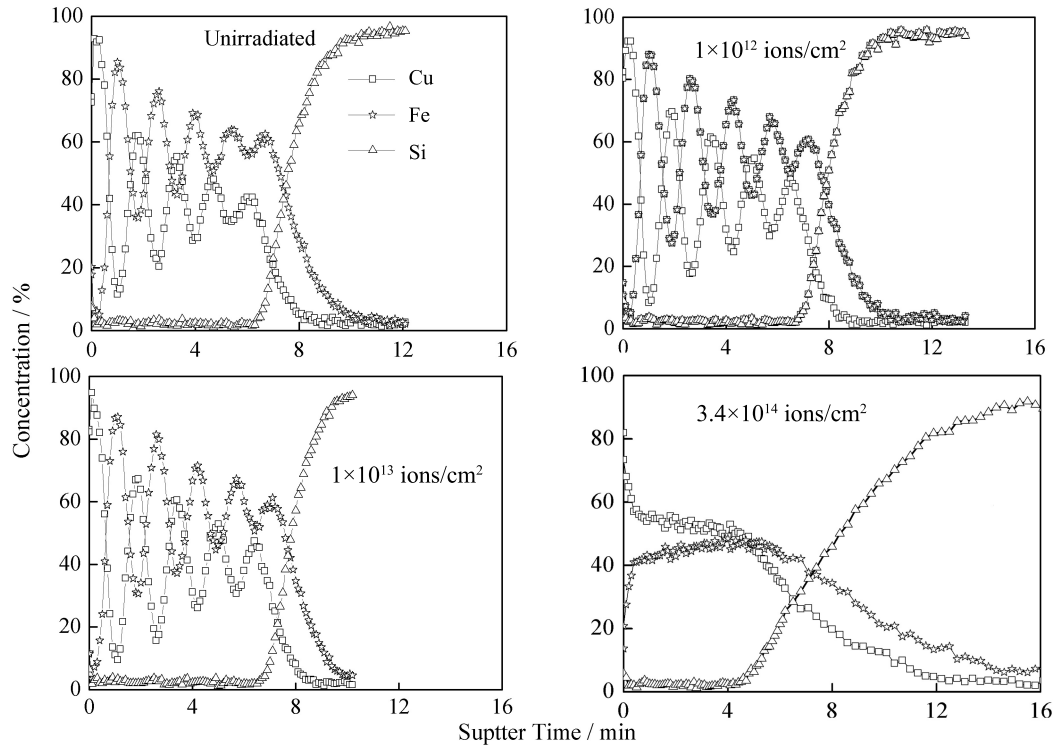 100
80
60
40
20
0
Unirradiated
Cu
Fe
Si
0 4 8 12 16
100
80
60
40
20
0
1×10¹² ions/cm²
0 4 8 12 16
Concentration / %
100
80
60
40
20
0
1×10¹³ ions/cm²
0 4 8 12 16
100
80
60
40
20
0
3.4×10¹⁴ ions/cm²
0 4 8 12 16
Suptter Time / min